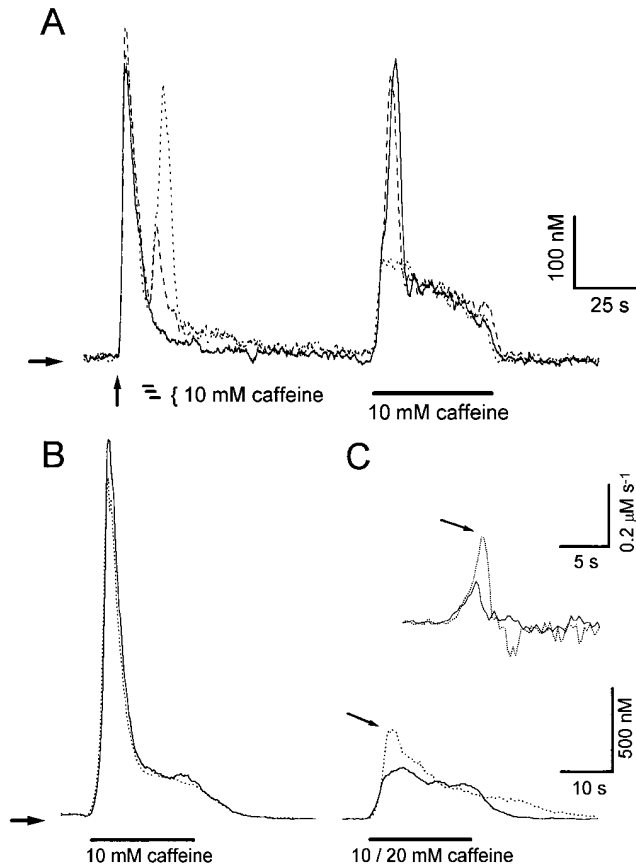 A
100 nM
25 s
{ 10 mM caffeine
10 mM caffeine
B
C
0.2 μM s⁻¹
5 s
500 nM
10 s
10 mM caffeine
10 / 20 mM caffeine